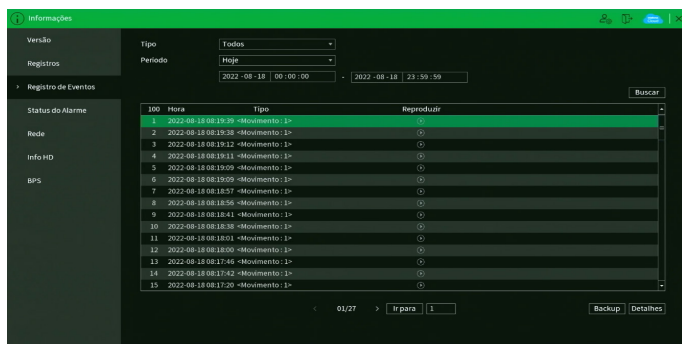 Informações
Versão
Registros
Registro de Eventos
Status do Alarme
Rede
Info HD
BPS
Tipo Todos
Período Hoje
2022 -08 -18 00 : 00 : 00 - 2022 -08 -18 23 : 59 : 59
Buscar
100 Hora Tipo Reproduzir
1 2022-08-18 08:19:39 <Movimento : 1>
2 2022-08-18 08:19:38 <Movimento : 1>
3 2022-08-18 08:19:12 <Movimento : 1>
4 2022-08-18 08:19:11 <Movimento : 1>
5 2022-08-18 08:19:09 <Movimento : 1>
6 2022-08-18 08:19:09 <Movimento : 1>
7 2022-08-18 08:18:57 <Movimento : 1>
8 2022-08-18 08:18:56 <Movimento : 1>
9 2022-08-18 08:18:41 <Movimento : 1>
10 2022-08-18 08:18:38 <Movimento : 1>
11 2022-08-18 08:18:01 <Movimento : 1>
12 2022-08-18 08:18:00 <Movimento : 1>
13 2022-08-18 08:17:46 <Movimento : 1>
14 2022-08-18 08:17:42 <Movimento : 1>
15 2022-08-18 08:17:20 <Movimento : 1>
< 01/27 > Ir para 1
Backup Detalhes